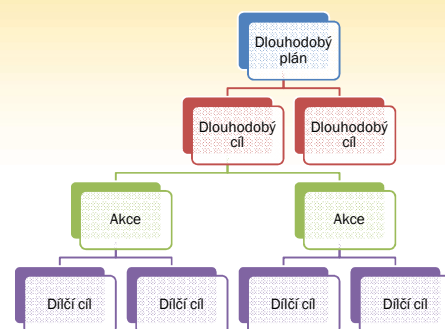 Dlouhodobý
plán
Dlouhodobý
cíl
Dlouhodobý
cíl
Akce
Akce
Dílčí cíl
Dílčí cíl
Dílčí cíl
Dílčí cíl